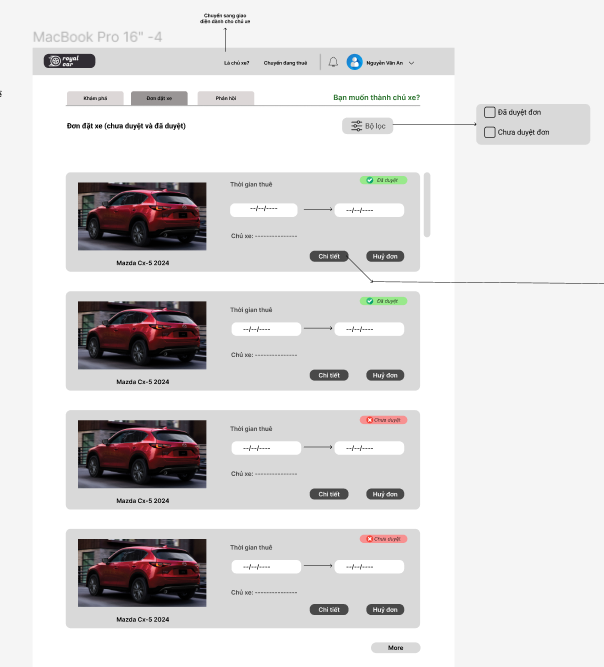 Chuyển sang giao
diện dành cho chủ xe
MacBook Pro 16" -4
royal
car
Là chủ xe?
Chuyến đang thuê
Nguyễn Văn An
Khám phá
Đơn đặt xe
Phản hồi
Bạn muốn thành chủ xe?
Đơn đặt xe (chưa duyệt và đã duyệt)
Bộ lọc
Đã duyệt đơn
Chưa duyệt đơn
Đã duyệt
Thời gian thuê
--/--/----
--/--/----
Chủ xe: ---------------
Chi tiết
Huỷ đơn
Mazda Cx-5 2024
Đã duyệt
Thời gian thuê
--/--/----
--/--/----
Chủ xe: ---------------
Chi tiết
Huỷ đơn
Mazda Cx-5 2024
Chưa duyệt
Thời gian thuê
--/--/----
--/--/----
Chủ xe: ---------------
Chi tiết
Huỷ đơn
Mazda Cx-5 2024
Chưa duyệt
Thời gian thuê
--/--/----
--/--/----
Chủ xe: ---------------
Chi tiết
Huỷ đơn
Mazda Cx-5 2024
More